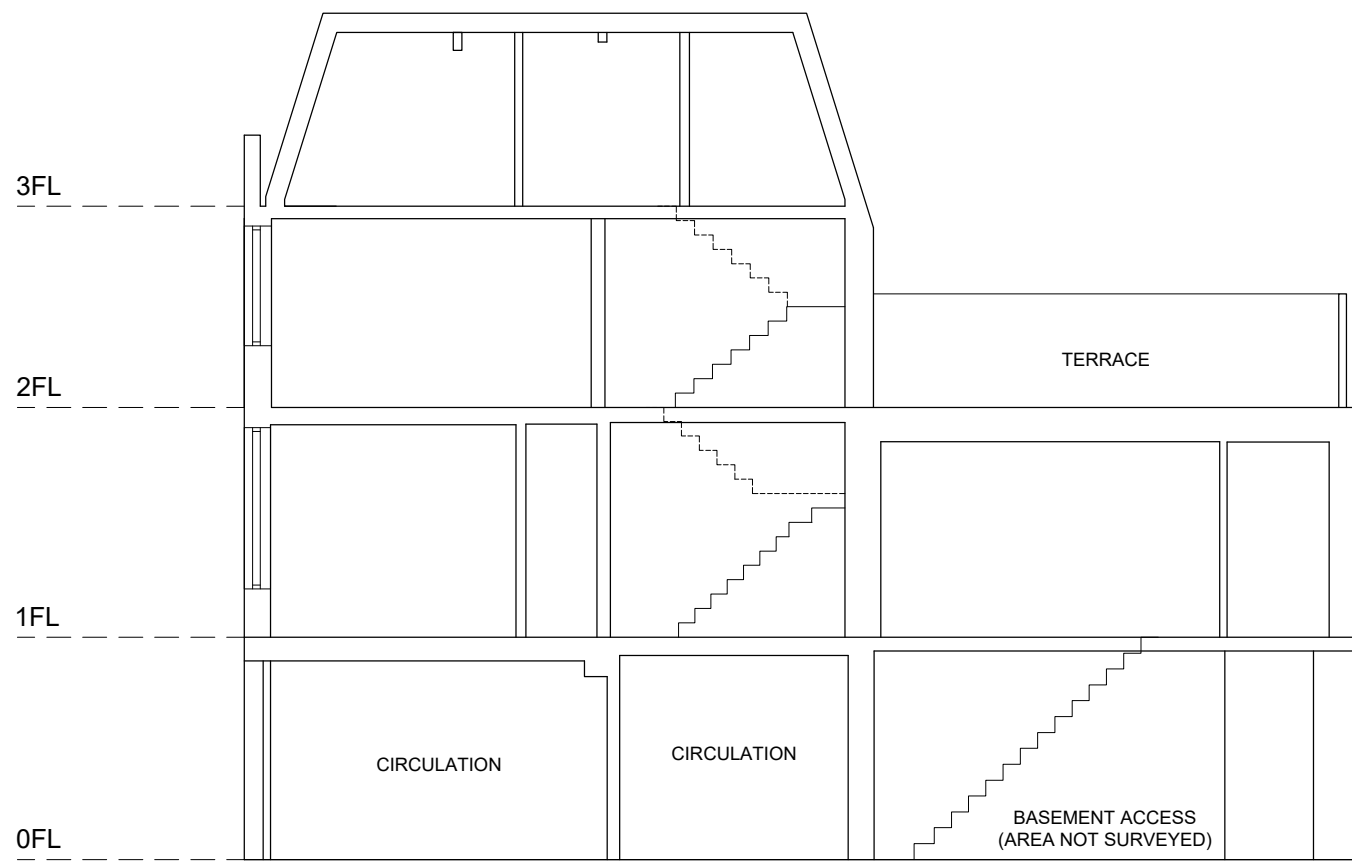 3FL
TERRACE
2FL
1FL
CIRCULATION
CIRCULATION
BASEMENT ACCESS
(AREA NOT SURVEYED)
0FL